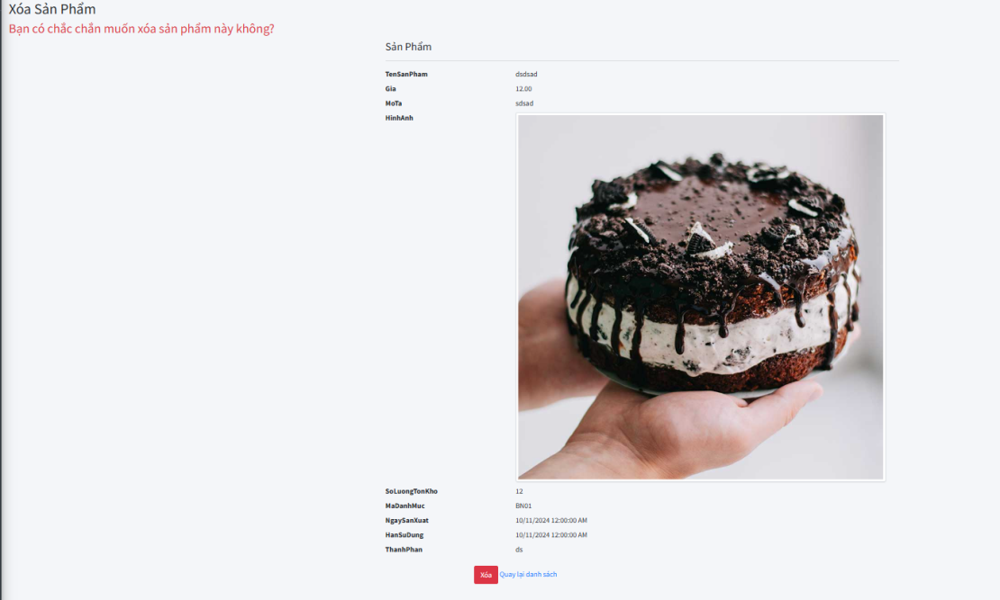 Xóa Sản Phẩm
Bạn có chắc chắn muốn xóa sản phẩm này không?
Sản Phẩm
TenSanPham dsdsad
Gia 12.00
MoTa sdsad
HinhAnh
SoLuongTonKho 12
MaDanhMuc BN01
NgaySanXuat 10/11/2024 12:00:00 AM
HanSuDung 10/11/2024 12:00:00 AM
ThanhPhan ds
Xóa Quay lại danh sách